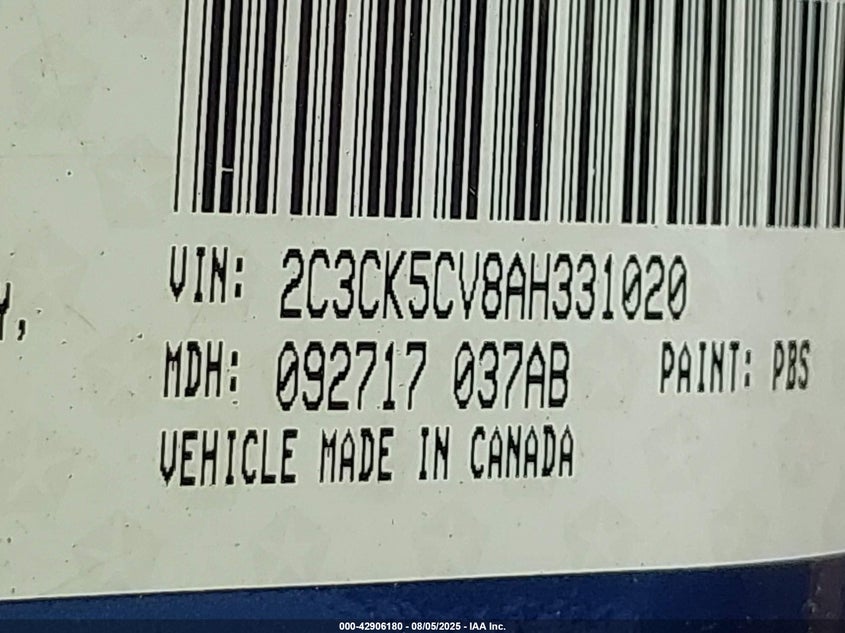 Y,
VIN: 2C3CK5CV8AH331020
MDH: 092717 037AB PAINT: PBS
VEHICLE MADE IN CANADA
000-42906180 - 08/05/2025 - IAA Inc.